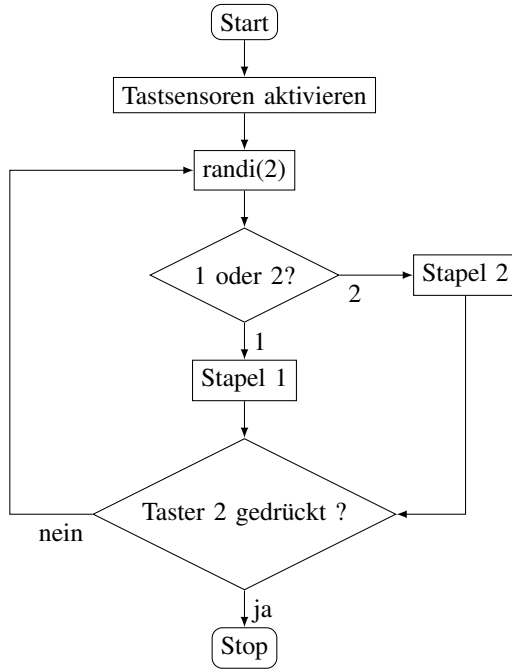 Start
Tastsensoren aktivieren
randi(2)
1 oder 2?
2
Stapel 2
1
Stapel 1
Taster 2 gedrückt ?
nein
ja
Stop